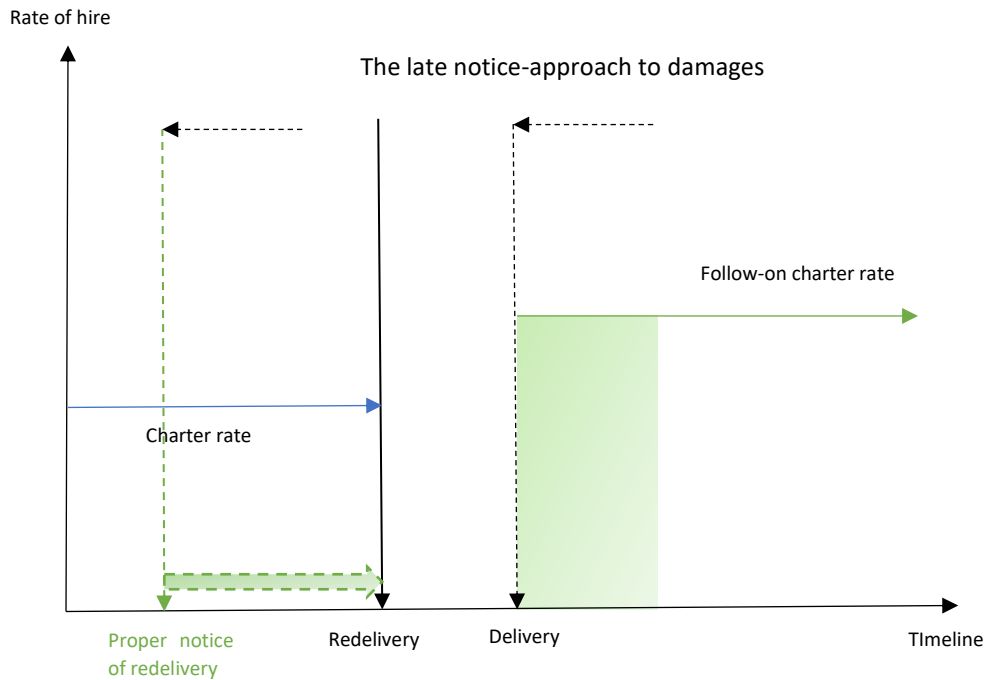 Rate of hire
The late notice-approach to damages
Follow-on charter rate
Charter rate
Proper notice
of redelivery
Redelivery
Delivery
TImeline